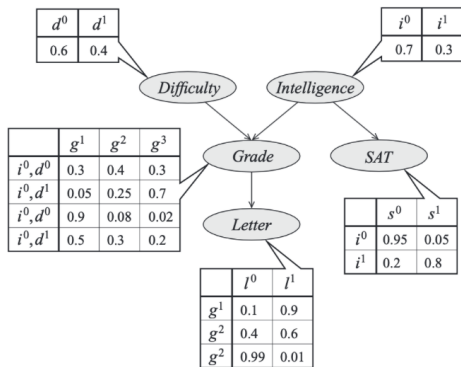 d⁰ d¹
0.6 0.4
i⁰ i¹
0.7 0.3
Difficulty
Intelligence
g¹ g² g³
i⁰,d⁰ 0.3 0.4 0.3
i⁰,d¹ 0.05 0.25 0.7
i⁰,d⁰ 0.9 0.08 0.02
i⁰,d¹ 0.5 0.3 0.2
Grade
SAT
s⁰ s¹
i⁰ 0.95 0.05
i¹ 0.2 0.8
Letter
l⁰ l¹
g¹ 0.1 0.9
g² 0.4 0.6
g² 0.99 0.01